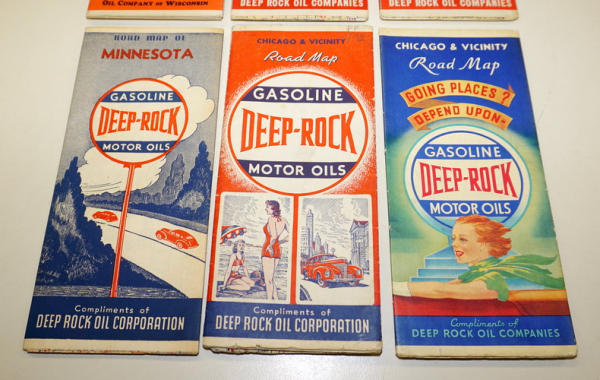 OIL COMPANY OF WISCONSIN
DEEP ROCK OIL COMPANIES
DEEP ROCK OIL COMPANIES
ROAD MAP OF
MINNESOTA
GASOLINE
DEEP-ROCK
MOTOR OILS
Compliments of
DEEP ROCK OIL CORPORATION
CHICAGO & VICINITY
Road Map
GASOLINE
DEEP-ROCK
MOTOR OILS
Compliments of
DEEP ROCK OIL CORPORATION
CHICAGO & VICINITY
Road Map
GOING PLACES?
DEPEND UPON-
GASOLINE
DEEP-ROCK
MOTOR OILS
Compliments of
DEEP ROCK OIL COMPANIES